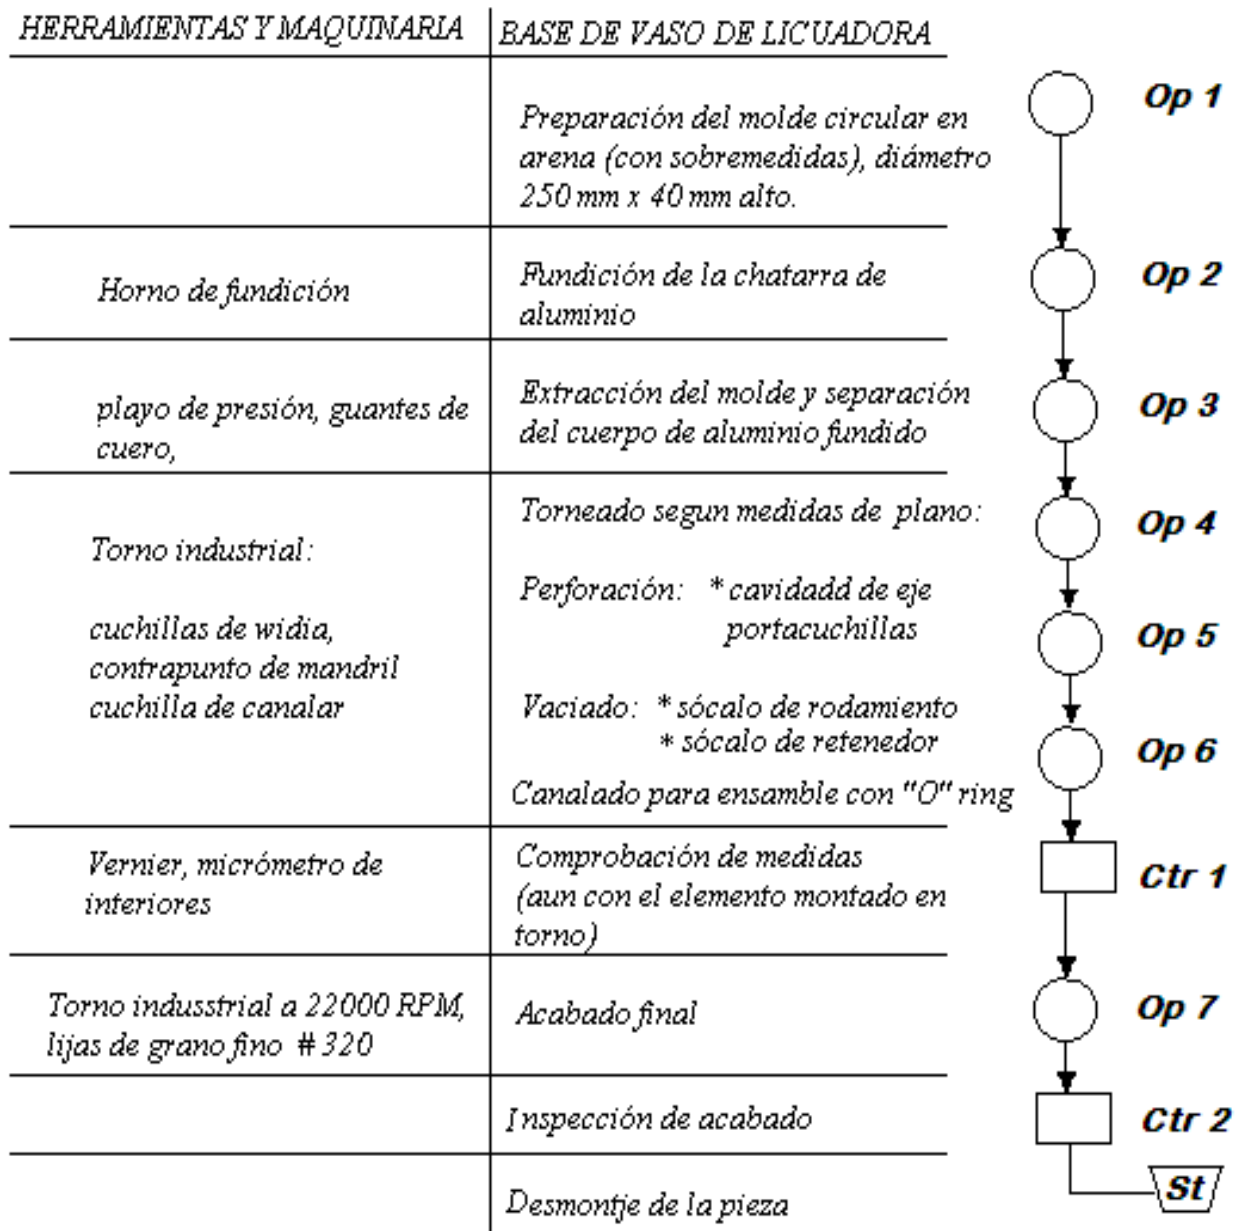 HERRAMIENTAS Y MAQUINARIA
BASE DE VASO DE LICUADORA
Preparación del molde circular en
arena (con sobremedidas), diámetro
250 mm x 40 mm alto.
Op 1
Horno de fundición
Fundición de la chatarra de
aluminio
Op 2
playo de presión, guantes de
cuero,
Extracción del molde y separación
del cuerpo de aluminio fundido
Op 3
Torno industrial:
cuchillas de widia,
contrapunto de mandril
cuchilla de canalar
Torneado segun medidas de plano:
Perforación: * cavidadd de eje
portacuchillas
Vaciado: * sócalo de rodamiento
* sócalo de retenedor
Canalado para ensamble con "O" ring
Op 4
Op 5
Op 6
Vernier, micrómetro de
interiores
Comprobación de medidas
(aun con el elemento montado en
torno)
Ctr 1
Torno indusstrial a 22000 RPM,
lijas de grano fino # 320
Acabado final
Op 7
Inspección de acabado
Ctr 2
Desmontje de la pieza
St